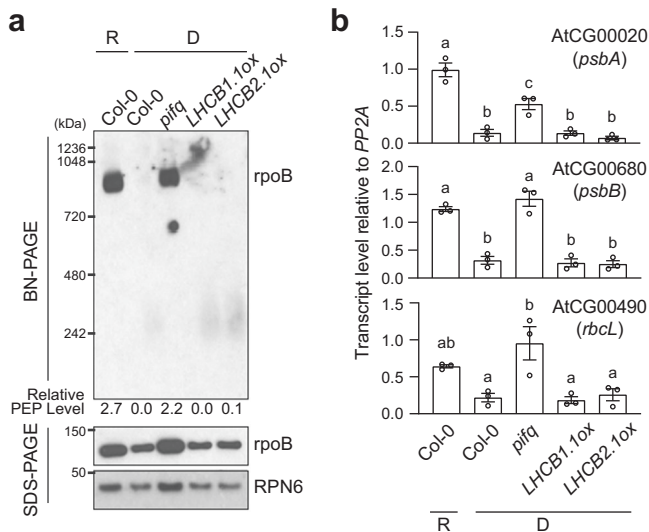 a
R D
Col-0 Col-0 pifq LHCB1.1ox LHCB2.1ox
(kDa)
1236
1048
720
480
242
rpoB
BN-PAGE
Relative
PEP Level 2.7 0.0 2.2 0.0 0.1
SDS-PAGE
150
rpoB
50
RPN6
b
Transcript level relative to PP2A
AtCG00020
(psbA)
1.5
1.0
0.5
0.0
a b c b b
AtCG00680
(psbB)
2.0
1.5
1.0
0.5
0.0
a b a b b
AtCG00490
(rbcL)
1.5
1.0
0.5
0.0
ab a b a a
Col-0 Col-0 pifq LHCB1.1ox LHCB2.1ox
R D